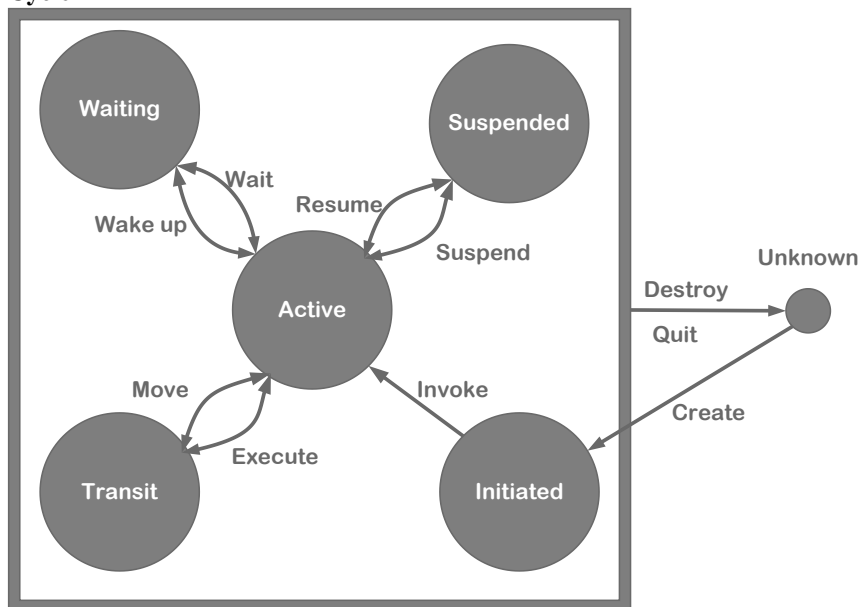 Waiting
Suspended
Wait
Resume
Wake up
Suspend
Unknown
Destroy
Active
Quit
Move
Invoke
Create
Execute
Transit
Initiated